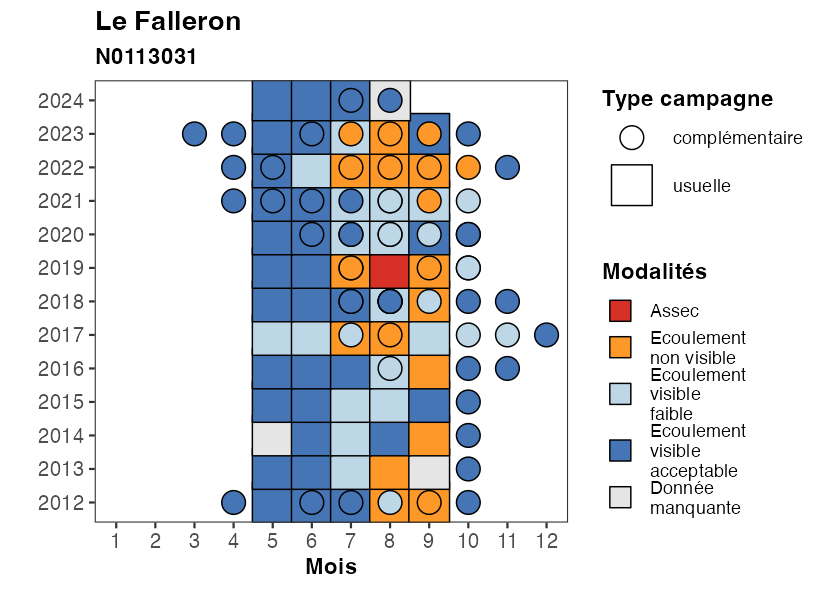 Le Falleron
N0113031
2024
2023
2022
2021
2020
2019
2018
2017
2016
2015
2014
2013
2012
1 2 3 4 5 6 7 8 9 10 11 12
Mois
Type campagne
complémentaire
usuelle
Modalités
Assec
Ecoulement
non visible
Ecoulement
visible
faible
Ecoulement
visible
acceptable
Donnée
manquante